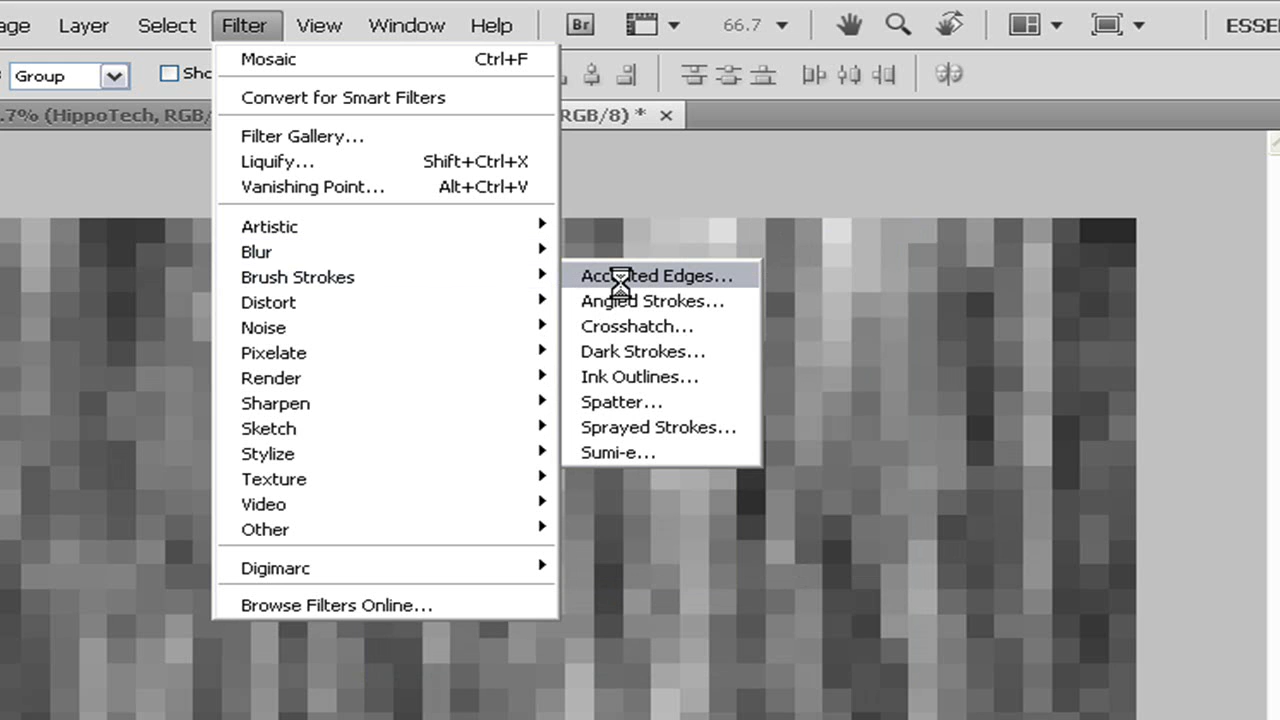 age Layer Select Filter View Window Help Br 66.7 ESSE
Group Sho
.7% (HippoTech, RGB/ RGB/8) * ×
Mosaic Ctrl+F
Convert for Smart Filters
Filter Gallery...
Liquify... Shift+Ctrl+X
Vanishing Point... Alt+Ctrl+V
Artistic
Blur
Brush Strokes
Distort
Noise
Pixelate
Render
Sharpen
Sketch
Stylize
Texture
Video
Other
Digimarc
Browse Filters Online...
Accented Edges...
Angled Strokes...
Crosshatch...
Dark Strokes...
Ink Outlines...
Spatter...
Sprayed Strokes...
Sumi-e...